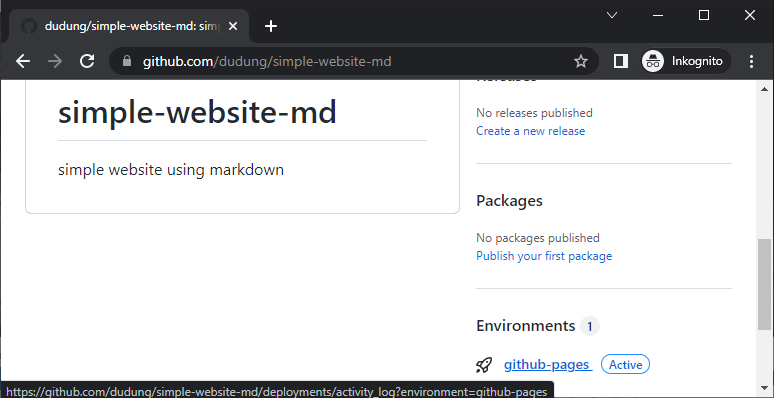 dudung/simple-website-md: sim
github.com/dudung/simple-website-md
Inkognito
simple-website-md
simple website using markdown
Releases
No releases published
Create a new release
Packages
No packages published
Publish your first package
Environments 1
github-pages Active
https://github.com/dudung/simple-website-md/deployments/activity_log?environment=github-pages